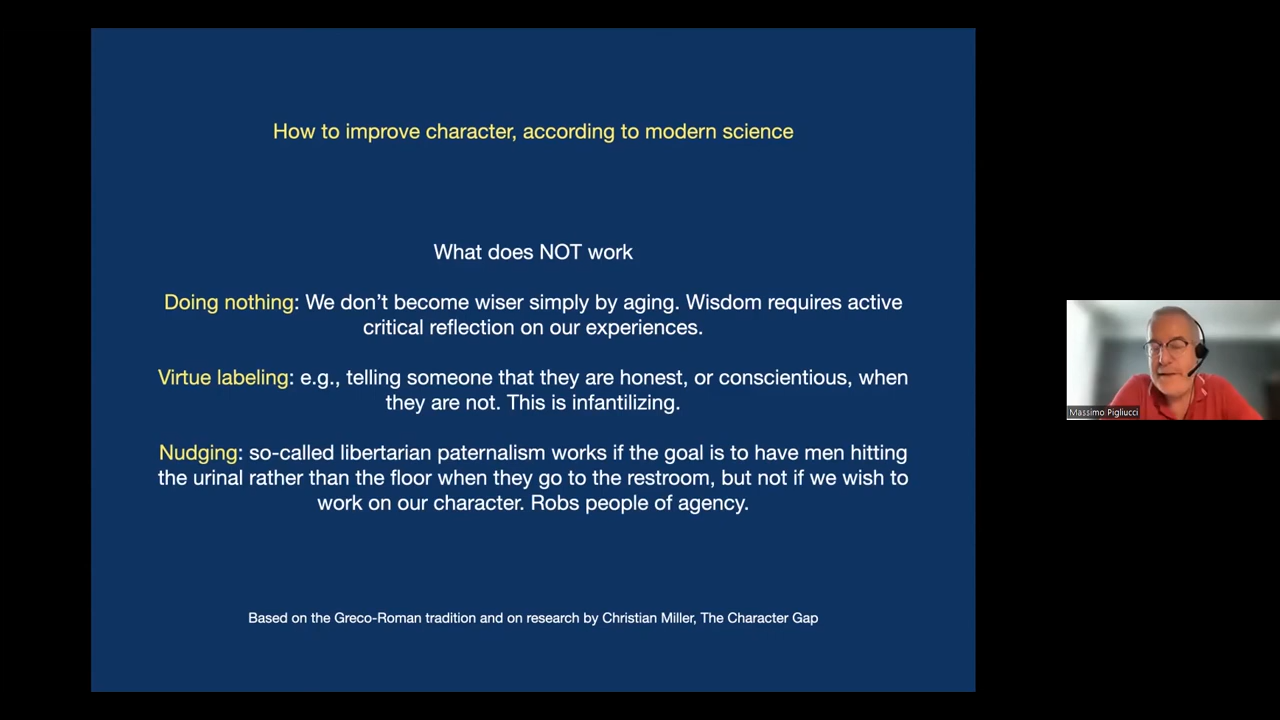 How to improve character, according to modern science
What does NOT work
Doing nothing: We don’t become wiser simply by aging. Wisdom requires active
critical reflection on our experiences.
Virtue labeling: e.g., telling someone that they are honest, or conscientious, when
they are not. This is infantilizing.
Nudging: so-called libertarian paternalism works if the goal is to have men hitting
the urinal rather than the floor when they go to the restroom, but not if we wish to
work on our character. Robs people of agency.
Based on the Greco-Roman tradition and on research by Christian Miller, The Character Gap
Massimo Pigliucci